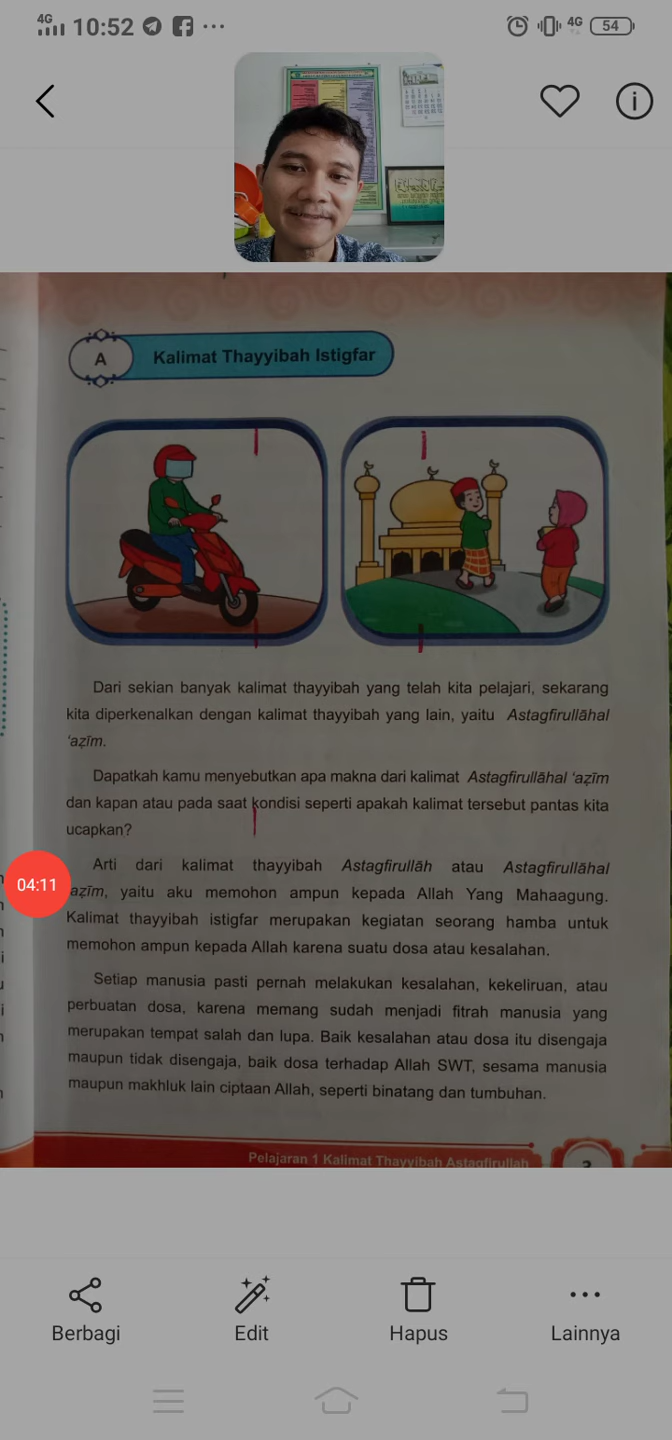 4G 10:52 ... 4G 54
A Kalimat Thayyibah Istigfar
Dari sekian banyak kalimat thayyibah yang telah kita pelajari, sekarang
kita diperkenalkan dengan kalimat thayyibah yang lain, yaitu Astagfirullāhal
‘aẓīm.
Dapatkah kamu menyebutkan apa makna dari kalimat Astagfirullāhal ‘aẓīm
dan kapan atau pada saat kondisi seperti apakah kalimat tersebut pantas kita
ucapkan?
Arti dari kalimat thayyibah Astagfirullāh atau Astagfirullāhal
04:11
aẓīm, yaitu aku memohon ampun kepada Allah Yang Mahaagung.
Kalimat thayyibah istigfar merupakan kegiatan seorang hamba untuk
memohon ampun kepada Allah karena suatu dosa atau kesalahan.
Setiap manusia pasti pernah melakukan kesalahan, kekeliruan, atau
perbuatan dosa, karena memang sudah menjadi fitrah manusia yang
merupakan tempat salah dan lupa. Baik kesalahan atau dosa itu disengaja
maupun tidak disengaja, baik dosa terhadap Allah SWT, sesama manusia
maupun makhluk lain ciptaan Allah, seperti binatang dan tumbuhan.
Pelajaran 1 Kalimat Thayyibah Astagfirullah
Berbagi Edit Hapus Lainnya